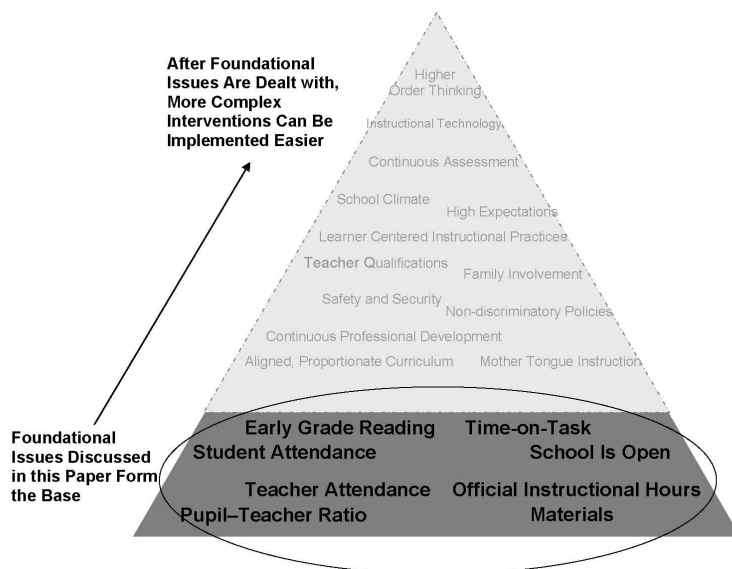 After Foundational
Issues Are Dealt with,
More Complex
Interventions Can Be
Implemented Easier
Higher
Order Thinking
Instructional Technology
Continuous Assessment
School Climate
High Expectations
Learner Centered Instructional Practices
Teacher Qualifications
Family Involvement
Safety and Security
Non-discriminatory Policies
Continuous Professional Development
Aligned, Proportionate Curriculum Mother Tongue Instruction
Foundational
Issues Discussed
in this Paper Form
the Base
Early Grade Reading Time-on-Task
Student Attendance School Is Open
Teacher Attendance Official Instructional Hours
Pupil–Teacher Ratio Materials